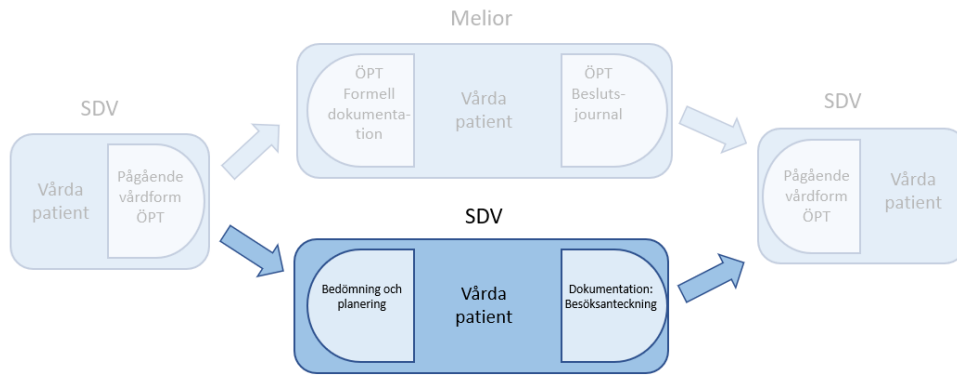 Melior
SDV
Vårda
patient
Pågående
vårdform
ÖPT
ÖPT
Formell
dokumenta-
tion
Vårda
patient
ÖPT
Besluts-
journal
SDV
Pågående
vårdform
ÖPT
Vårda
patient
SDV
Bedömning och
planering
Vårda
patient
Dokumentation:
Besöksanteckning